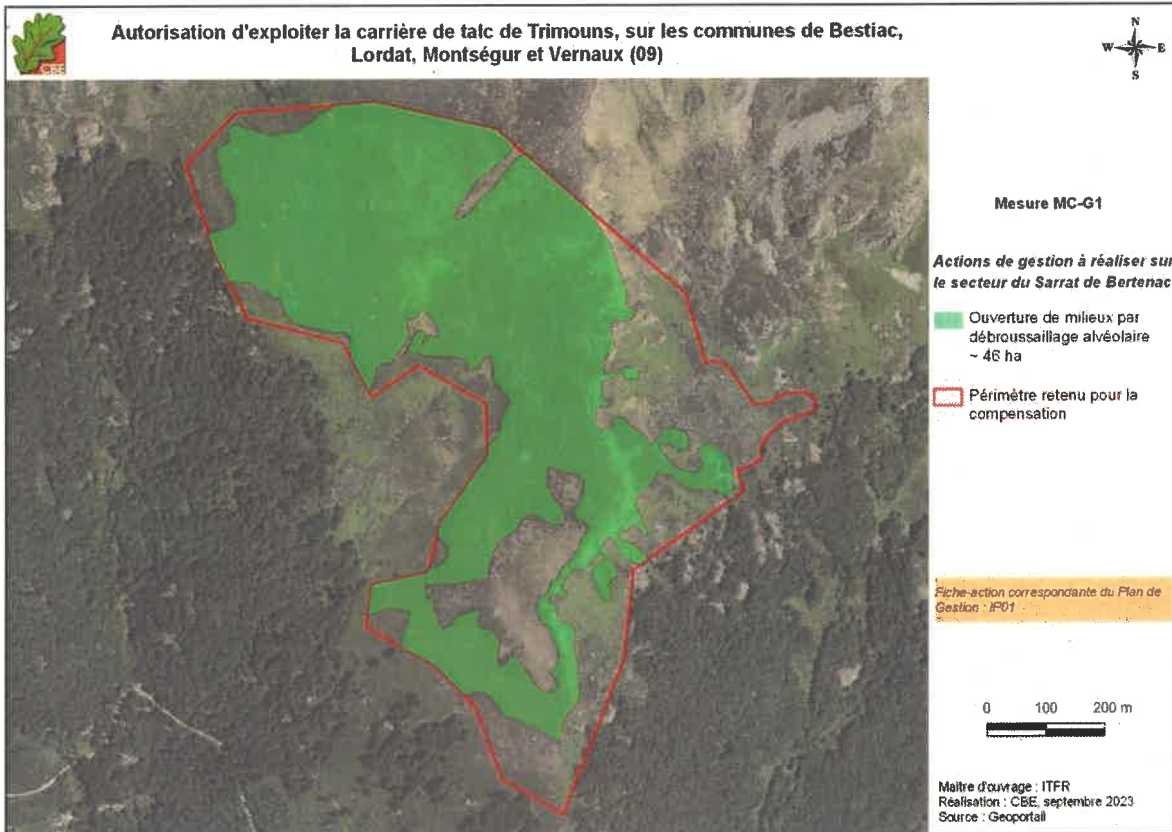 Autorisation d'exploiter la carrière de talc de Trimouns, sur les communes de Bestiac,
Lordat, Montségur et Vernaux (09)
CBE
N
W E
S
Mesure MC-G1
Actions de gestion à réaliser sur
le secteur du Sarrat de Bertenac
Ouverture de milieux par
débroussaillage alvéolaire
~ 46 ha
Périmètre retenu pour la
compensation
Fiche-action correspondante du Plan de
Gestion : IP01
0 100 200 m
Maître d'ouvrage : ITFR
Réalisation : CBE, septembre 2023
Source : Geoportail